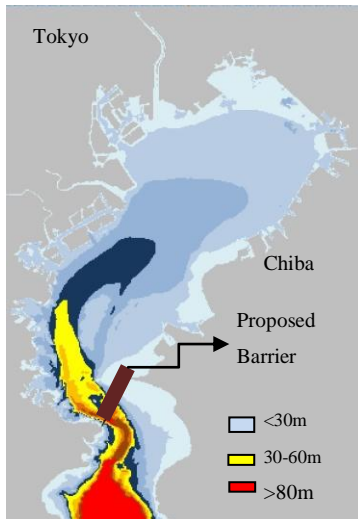 Tokyo
Chiba
Proposed
Barrier
<30m
30-60m
>80m